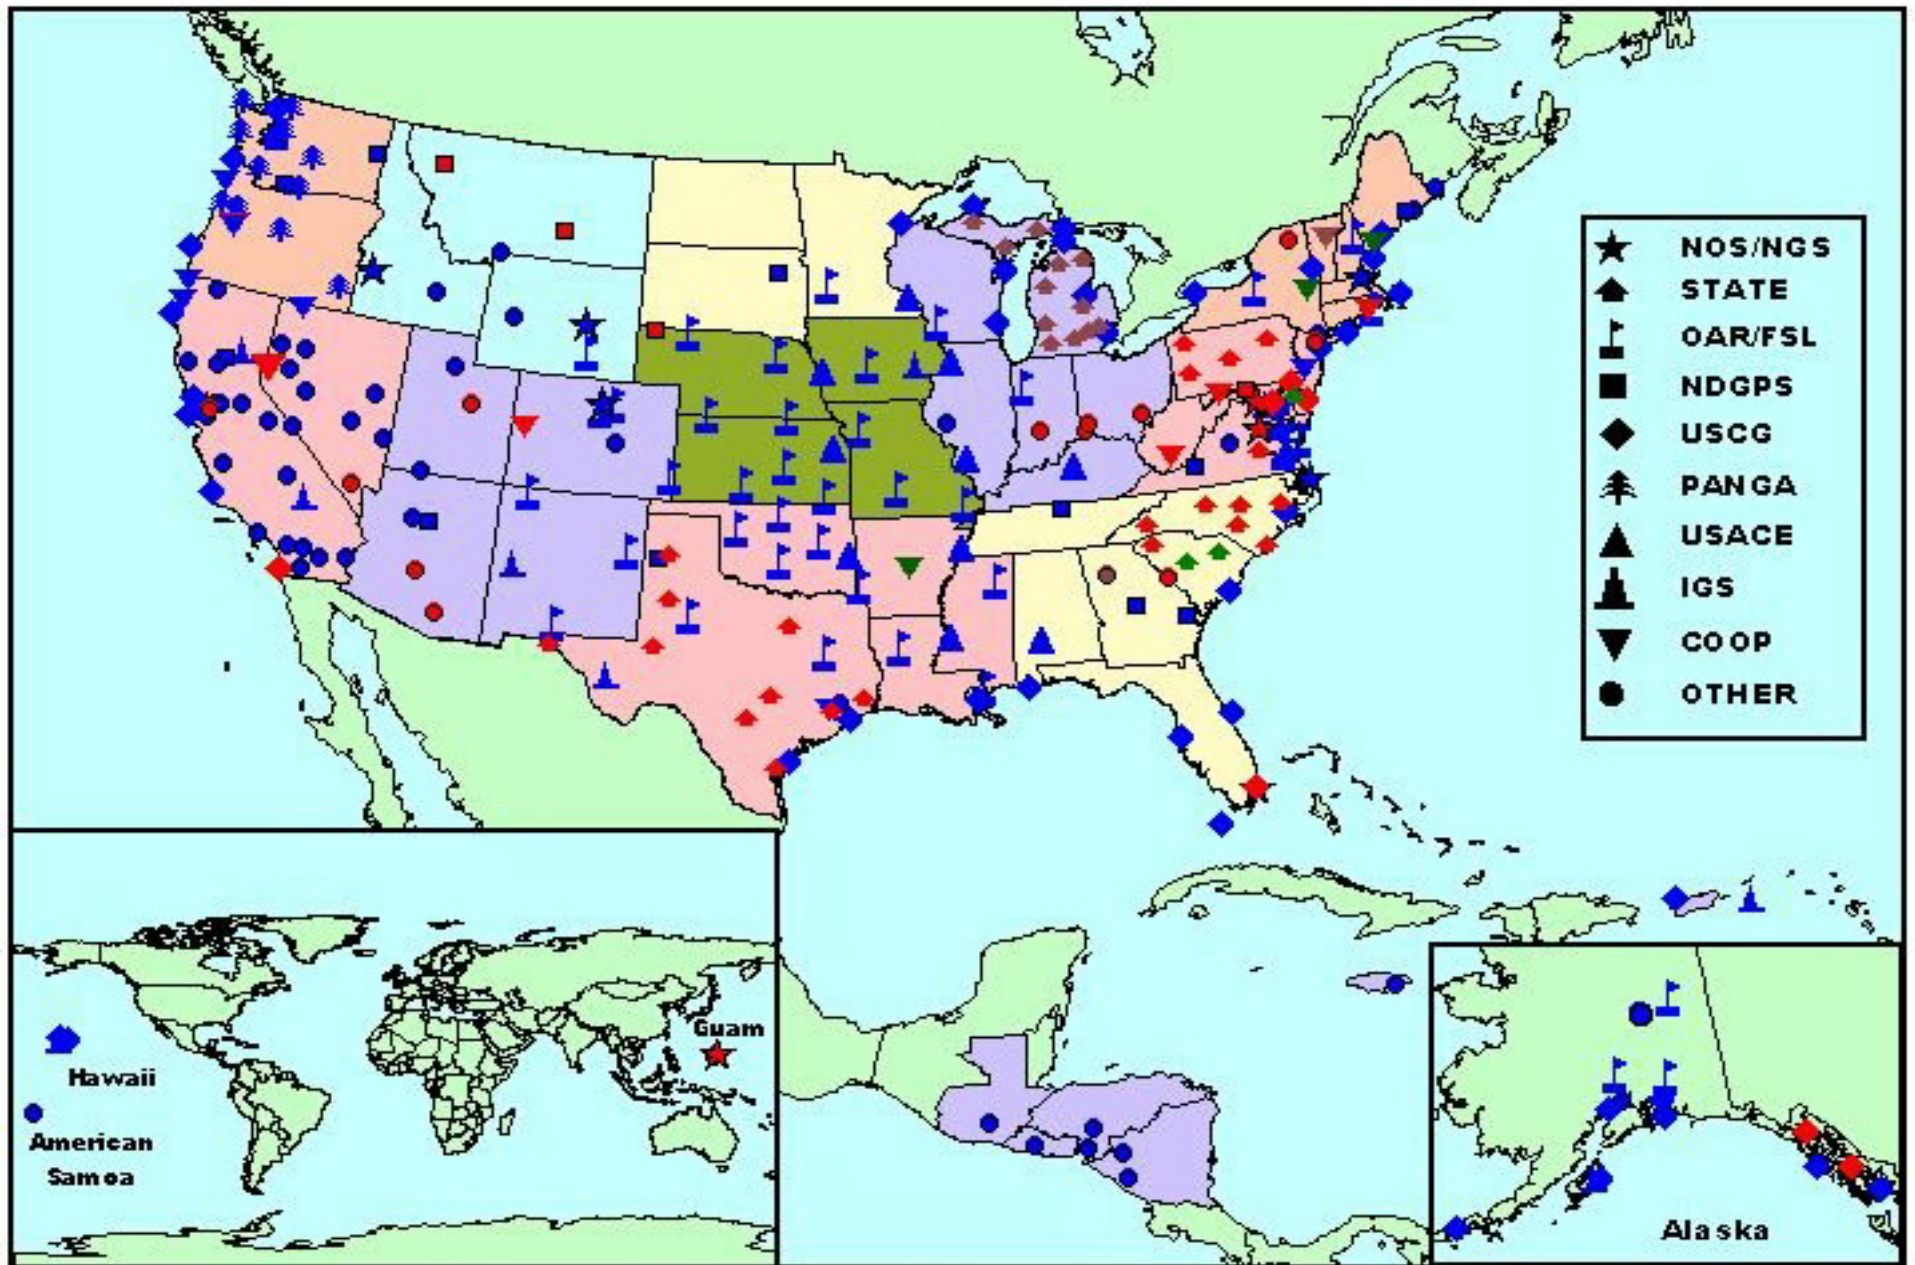 NOS/NGS
STATE
OAR/FSL
NDGPS
USCG
PANGA
USACE
IGS
COOP
OTHER
Guam
Hawaii
American
Samoa
Alaska